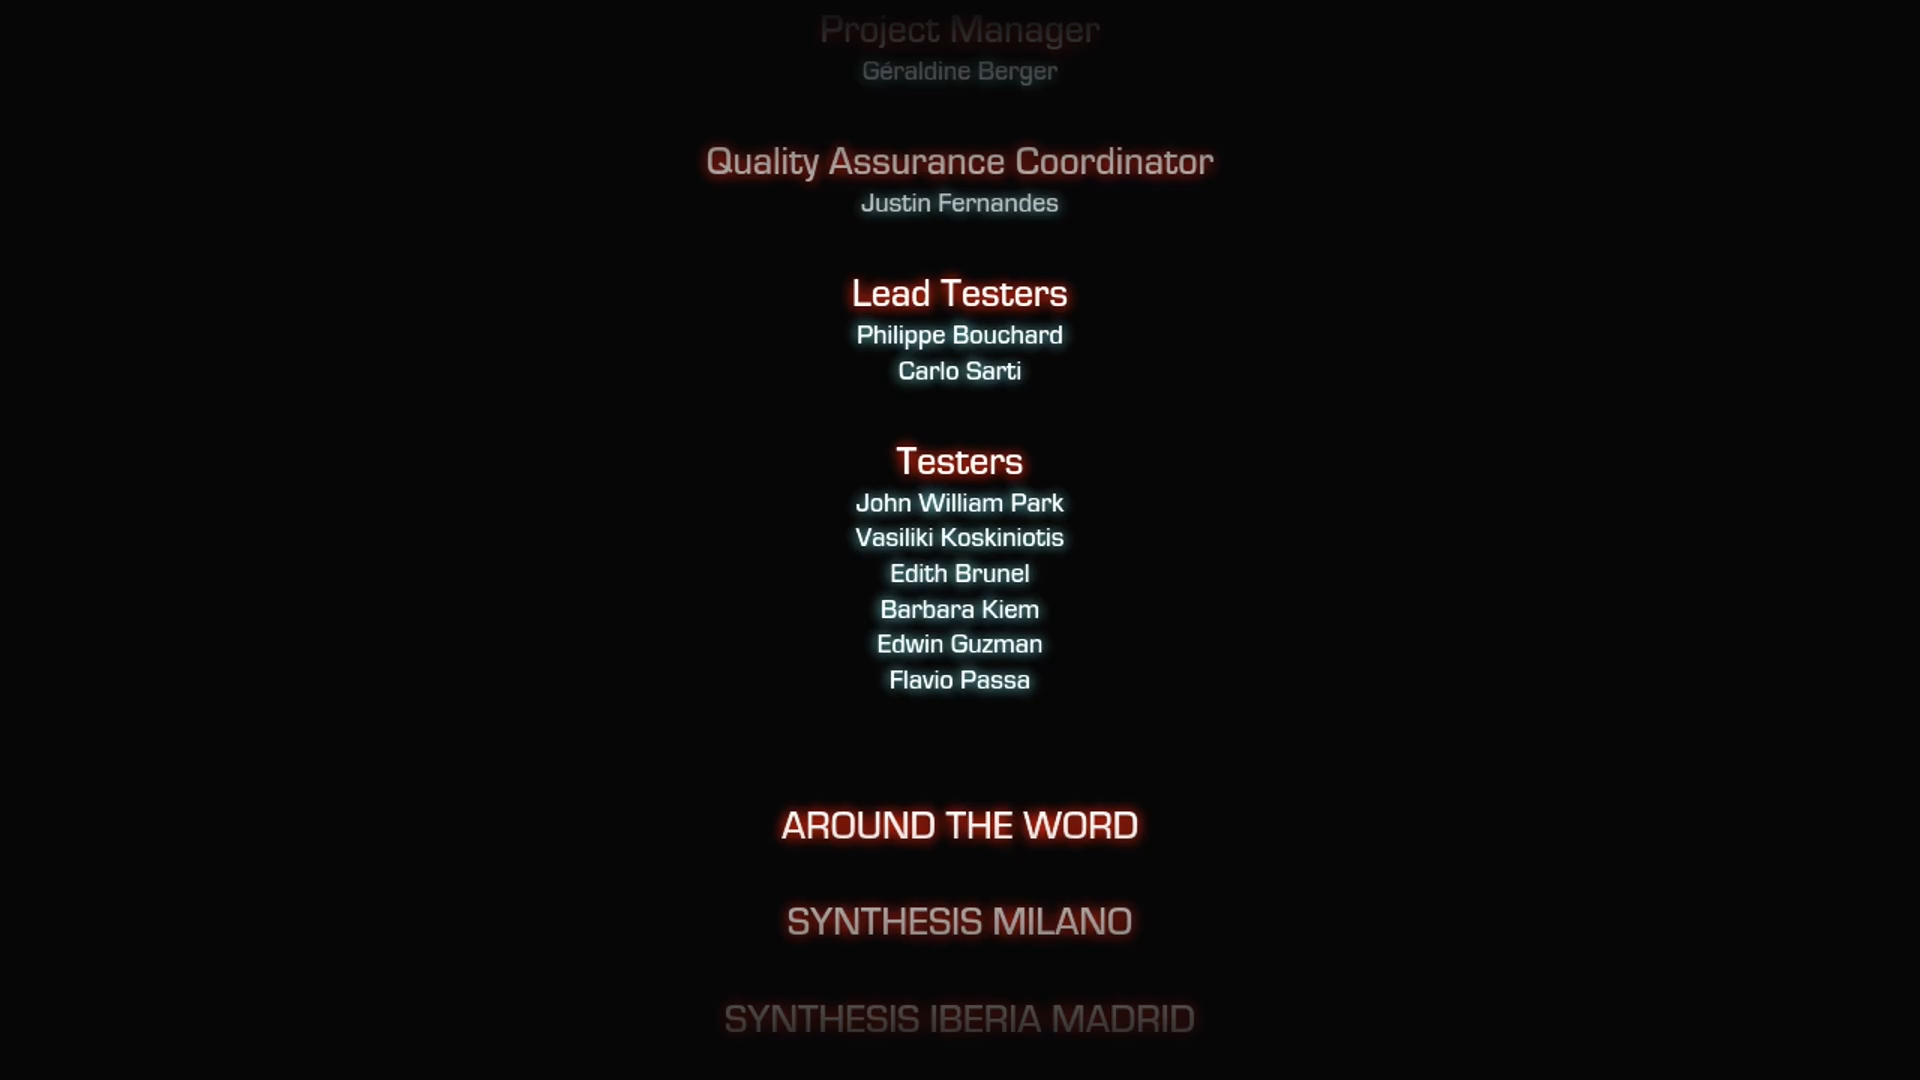 Project Manager
Géraldine Berger
Quality Assurance Coordinator
Justin Fernandes
Lead Testers
Philippe Bouchard
Carlo Sarti
Testers
John William Park
Vasiliki Koskiniotis
Edith Brunel
Barbara Kiem
Edwin Guzman
Flavio Passa
AROUND THE WORD
SYNTHESIS MILANO
SYNTHESIS IBERIA MADRID